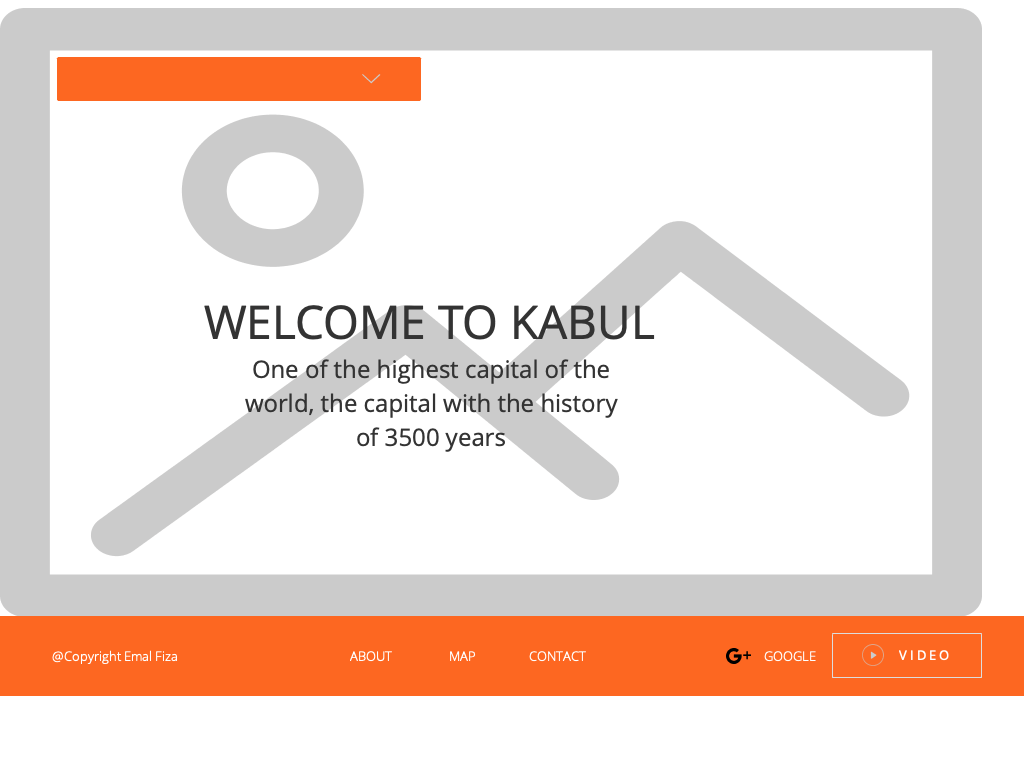 WELCOME TO KABUL
One of the highest capital of the
world, the capital with the history
of 3500 years
@Copyright Emal Fiza
ABOUT
MAP
CONTACT
G+ GOOGLE
VIDEO